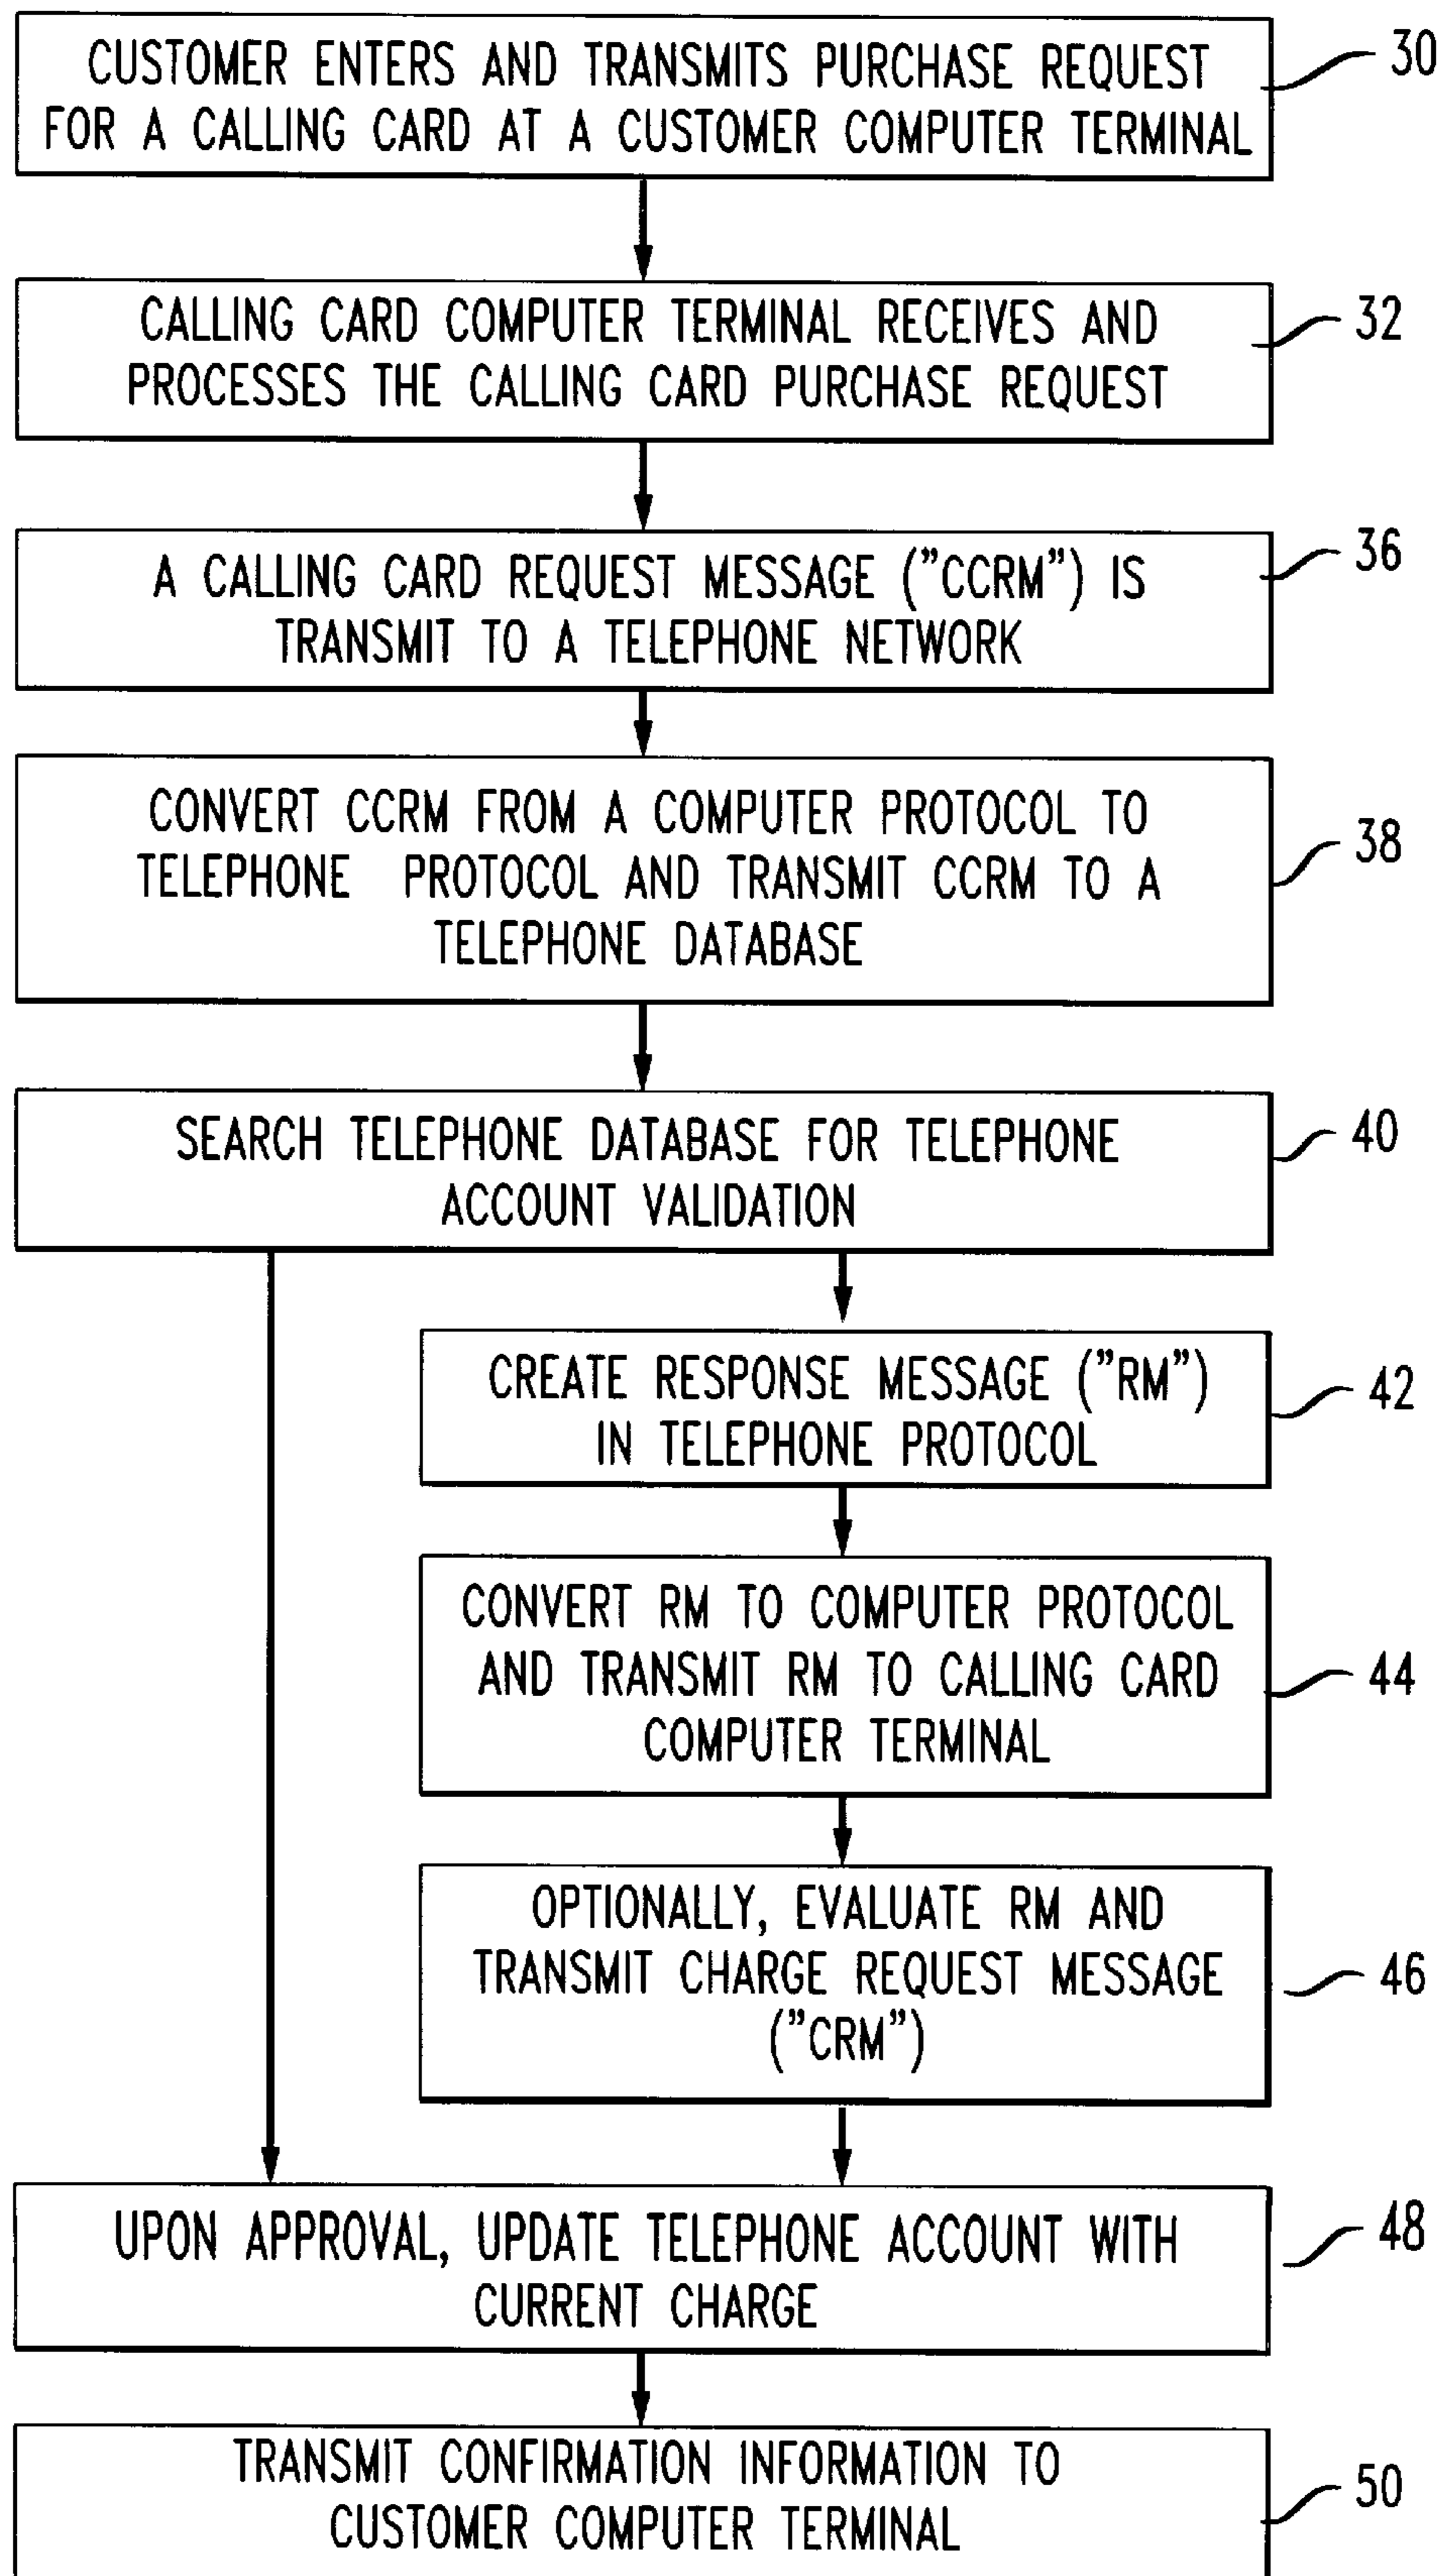 CUSTOMER ENTERS AND TRANSMITS PURCHASE REQUEST
FOR A CALLING CARD AT A CUSTOMER COMPUTER TERMINAL
30
CALLING CARD COMPUTER TERMINAL RECEIVES AND
PROCESSES THE CALLING CARD PURCHASE REQUEST
32
A CALLING CARD REQUEST MESSAGE ("CCRM") IS
TRANSMIT TO A TELEPHONE NETWORK
36
CONVERT CCRM FROM A COMPUTER PROTOCOL TO
TELEPHONE PROTOCOL AND TRANSMIT CCRM TO A
TELEPHONE DATABASE
38
SEARCH TELEPHONE DATABASE FOR TELEPHONE
ACCOUNT VALIDATION
40
CREATE RESPONSE MESSAGE ("RM")
IN TELEPHONE PROTOCOL
42
CONVERT RM TO COMPUTER PROTOCOL
AND TRANSMIT RM TO CALLING CARD
COMPUTER TERMINAL
44
OPTIONALLY, EVALUATE RM AND
TRANSMIT CHARGE REQUEST MESSAGE
("CRM")
46
UPON APPROVAL, UPDATE TELEPHONE ACCOUNT WITH
CURRENT CHARGE
48
TRANSMIT CONFIRMATION INFORMATION TO
CUSTOMER COMPUTER TERMINAL
50